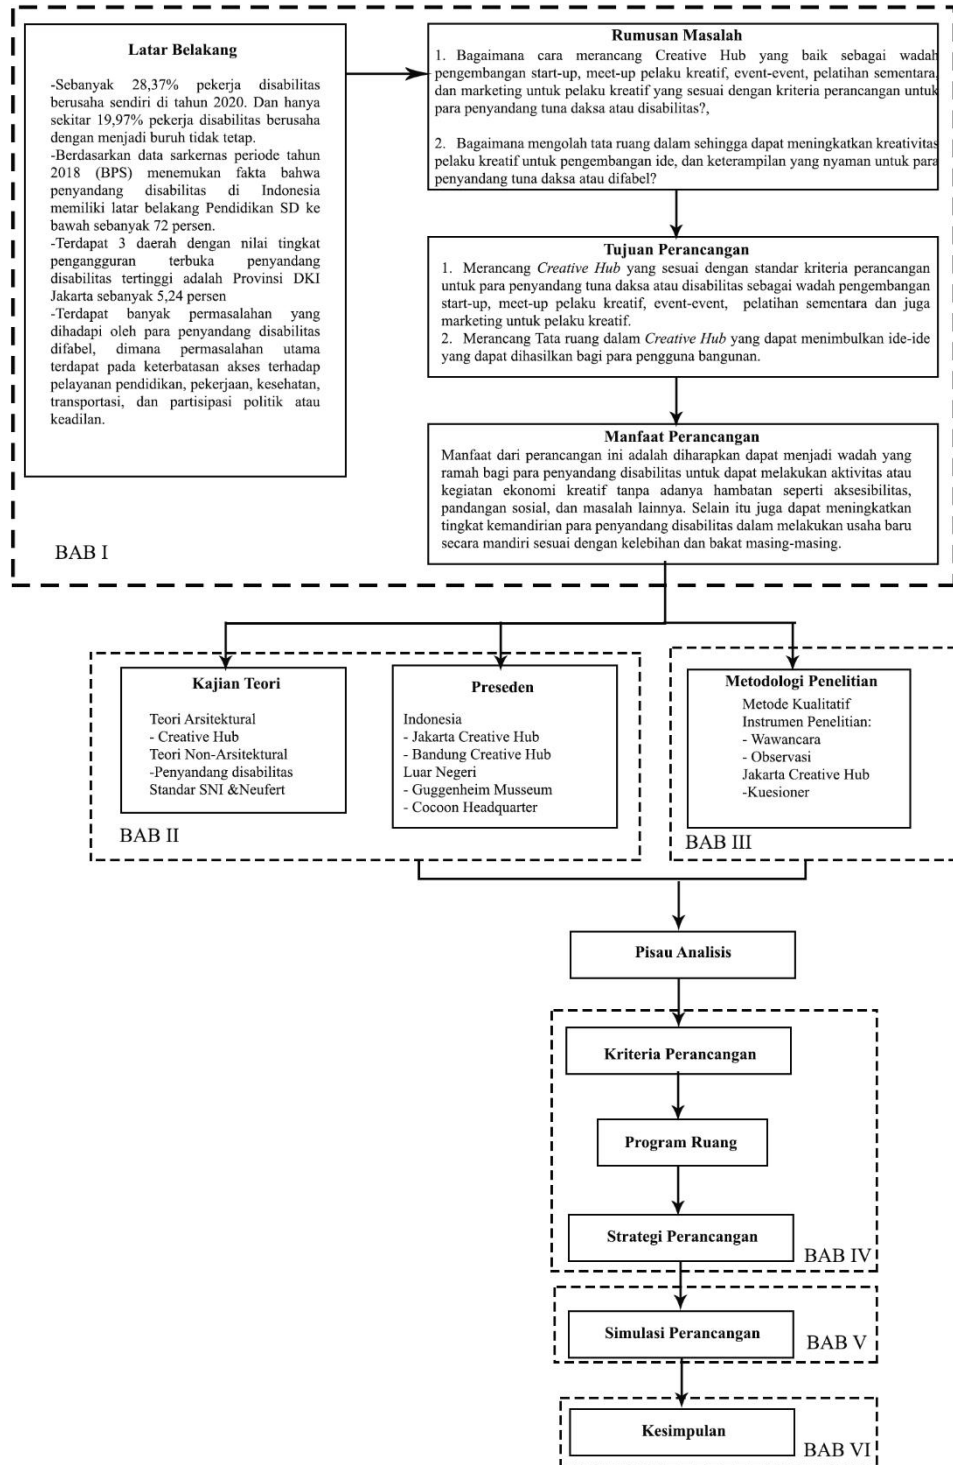 Latar Belakang
-Sebanyak 28,37% pekerja disabilitas
berusaha sendiri di tahun 2020. Dan hanya
sekitar 19,97% pekerja disabilitas berusaha
dengan menjadi buruh tidak tetap.
-Berdasarkan data sarkernas periode tahun
2018 (BPS) menemukan fakta bahwa
penyandang disabilitas di Indonesia
memiliki latar belakang Pendidikan SD ke
bawah sebanyak 72 persen.
-Terdapat 3 daerah dengan nilai tingkat
pengangguran terbuka penyandang
disabilitas tertinggi adalah Provinsi DKI
Jakarta sebanyak 5,24 persen
-Terdapat banyak permasalahan yang
dihadapi oleh para penyandang disabilitas
difabel, dimana permasalahan utama
terdapat pada keterbatasan akses terhadap
pelayanan pendidikan, pekerjaan, kesehatan,
transportasi, dan partisipasi politik atau
keadilan.
Rumusan Masalah
1. Bagaimana cara merancang Creative Hub yang baik sebagai wadah
pengembangan start-up, meet-up pelaku kreatif, event-event, pelatihan sementara,
dan marketing untuk pelaku kreatif yang sesuai dengan kriteria perancangan untuk
para penyandang tuna daksa atau disabilitas?,
2. Bagaimana mengolah tata ruang dalam sehingga dapat meningkatkan kreativitas
pelaku kreatif untuk pengembangan ide, dan keterampilan yang nyaman untuk para
penyandang tuna daksa atau difabel?
Tujuan Perancangan
1. Merancang Creative Hub yang sesuai dengan standar kriteria perancangan
untuk para penyandang tuna daksa atau disabilitas sebagai wadah pengembangan
start-up, meet-up pelaku kreatif, event-event, pelatihan sementara dan juga
marketing untuk pelaku kreatif.
2. Merancang Tata ruang dalam Creative Hub yang dapat menimbulkan ide-ide
yang dapat dihasilkan bagi para pengguna bangunan.
Manfaat Perancangan
Manfaat dari perancangan ini adalah diharapkan dapat menjadi wadah yang
ramah bagi para penyandang disabilitas untuk dapat melakukan aktivitas atau
kegiatan ekonomi kreatif tanpa adanya hambatan seperti aksesibilitas,
pandangan sosial, dan masalah lainnya. Selain itu juga dapat meningkatkan
tingkat kemandirian para penyandang disabilitas dalam melakukan usaha baru
secara mandiri sesuai dengan kelebihan dan bakat masing-masing.
BAB I
Kajian Teori
Teori Arsitektural
- Creative Hub
Teori Non-Arsitektural
-Penyandang disabilitas
Standar SNI &Neufert
Preseden
Indonesia
- Jakarta Creative Hub
- Bandung Creative Hub
Luar Negeri
- Guggenheim Musseum
- Cocoon Headquarter
BAB II
Metodologi Penelitian
Metode Kualitatif
Instrumen Penelitian:
- Wawancara
- Observasi
Jakarta Creative Hub
-Kuesioner
BAB III
Pisau Analisis
Kriteria Perancangan
Program Ruang
Strategi Perancangan
BAB IV
Simulasi Perancangan
BAB V
Kesimpulan
BAB VI